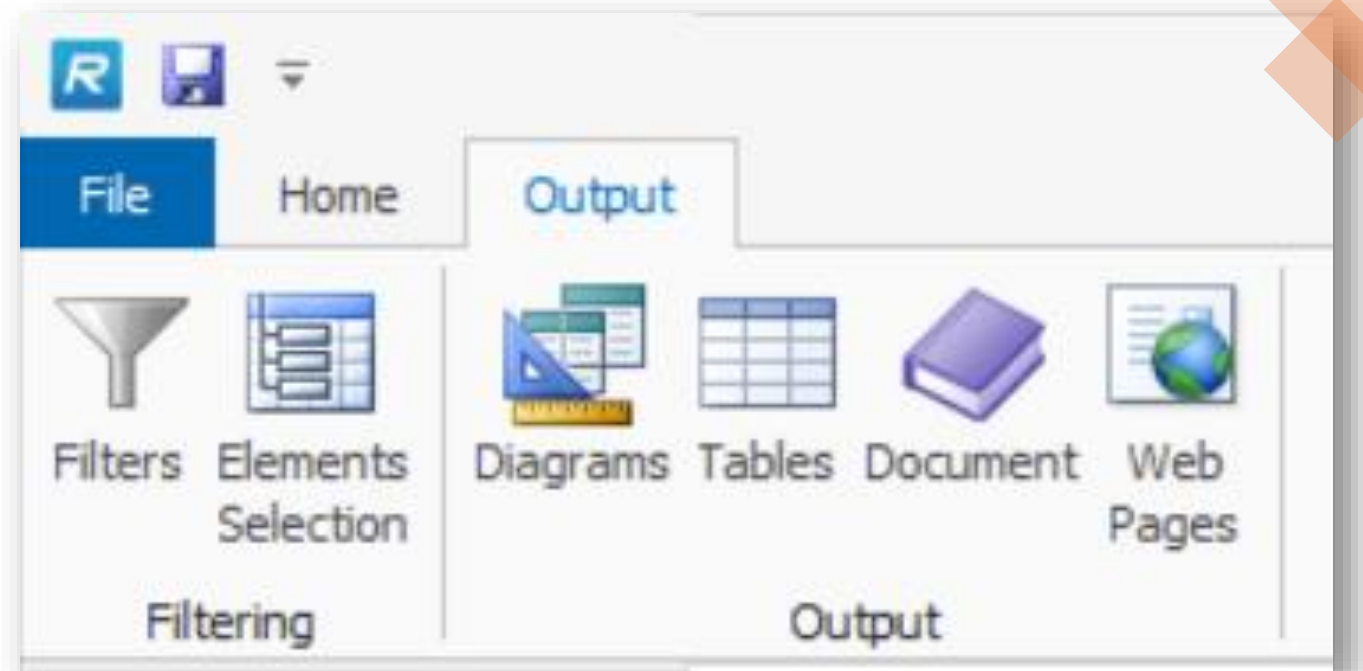 R
File Home Output
Filters Elements Selection Diagrams Tables Document Web Pages
Filtering Output